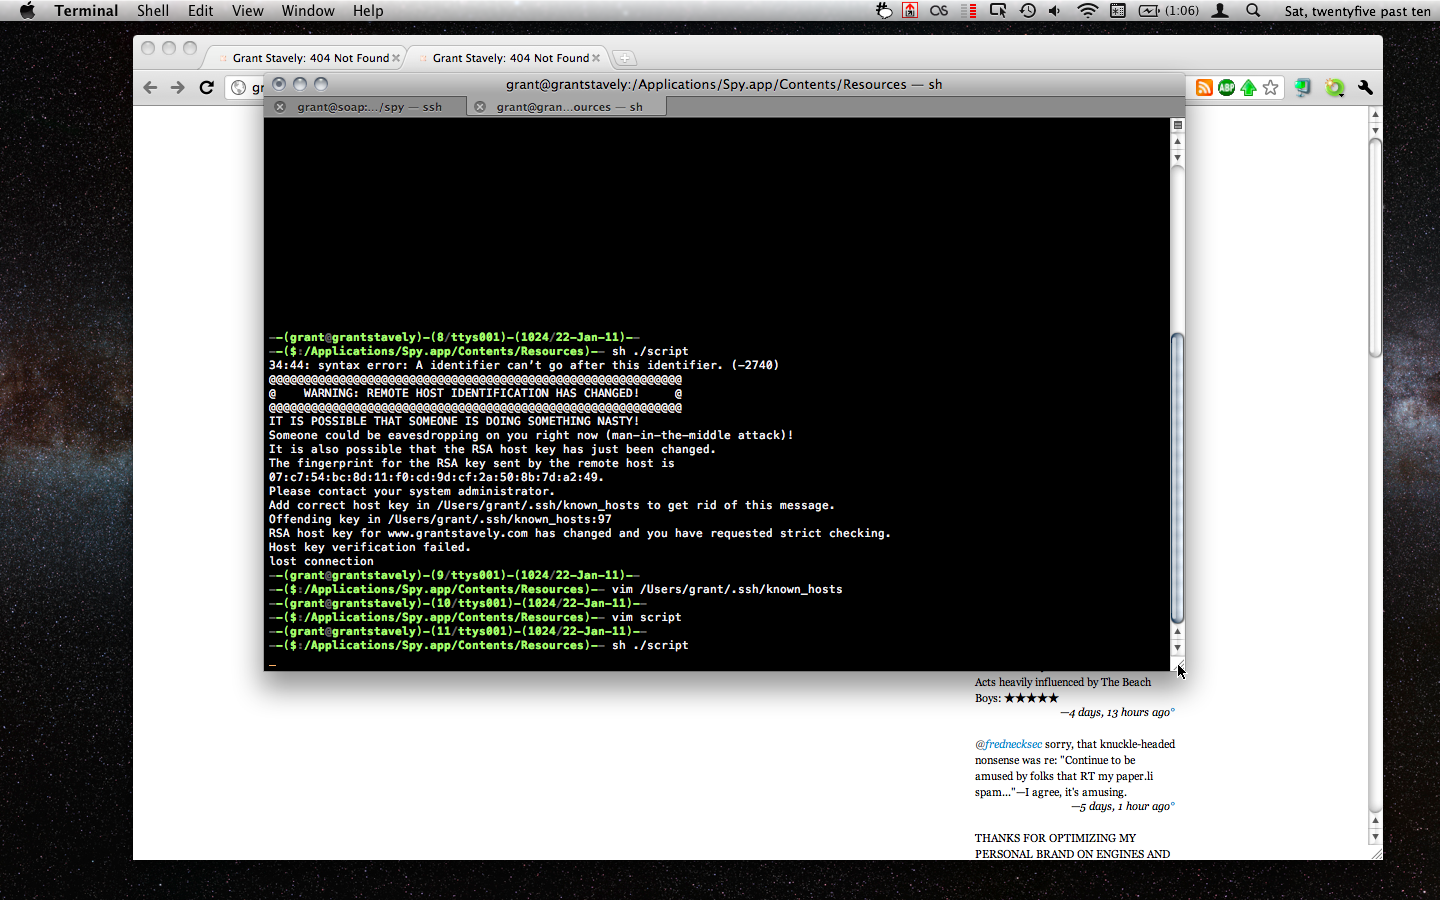 Terminal Shell Edit View Window Help
(1:06) Sat, twentyfive past ten
Grant Stavely: 404 Not Found
Grant Stavely: 404 Not Found
gr
ABP
grant@grantstavely:/Applications/Spy.app/Contents/Resources — sh
grant@soap:.../spy — ssh
grant@gran...ources — sh
——(grant@grantstavely)-(8/ttys001)-(1024/22-Jan-11)——
——($:/Applications/Spy.app/Contents/Resources)—— sh ./script
34:44: syntax error: A identifier can't go after this identifier. (-2740)
@@@@@@@@@@@@@@@@@@@@@@@@@@@@@@@@@@@@@@@@@@@@@@@@@@@@@@@@@@@
@    WARNING: REMOTE HOST IDENTIFICATION HAS CHANGED!     @
@@@@@@@@@@@@@@@@@@@@@@@@@@@@@@@@@@@@@@@@@@@@@@@@@@@@@@@@@@@
IT IS POSSIBLE THAT SOMEONE IS DOING SOMETHING NASTY!
Someone could be eavesdropping on you right now (man-in-the-middle attack)!
It is also possible that the RSA host key has just been changed.
The fingerprint for the RSA key sent by the remote host is
07:c7:54:bc:8d:11:f0:cd:9d:cf:2a:50:8b:7d:a2:49.
Please contact your system administrator.
Add correct host key in /Users/grant/.ssh/known_hosts to get rid of this message.
Offending key in /Users/grant/.ssh/known_hosts:97
RSA host key for www.grantstavely.com has changed and you have requested strict checking.
Host key verification failed.
lost connection
——(grant@grantstavely)-(9/ttys001)-(1024/22-Jan-11)——
——($:/Applications/Spy.app/Contents/Resources)—— vim /Users/grant/.ssh/known_hosts
——(grant@grantstavely)-(10/ttys001)-(1024/22-Jan-11)——
——($:/Applications/Spy.app/Contents/Resources)—— vim script
——(grant@grantstavely)-(11/ttys001)-(1024/22-Jan-11)——
——($:/Applications/Spy.app/Contents/Resources)—— sh ./script
_
Acts heavily influenced by The Beach
Boys: ★★★★★
—4 days, 13 hours ago°
@frednecksec sorry, that knuckle-headed
nonsense was re: "Continue to be
amused by folks that RT my paper.li
spam..."—I agree, it's amusing.
—5 days, 1 hour ago°
THANKS FOR OPTIMIZING MY
PERSONAL BRAND ON ENGINES AND